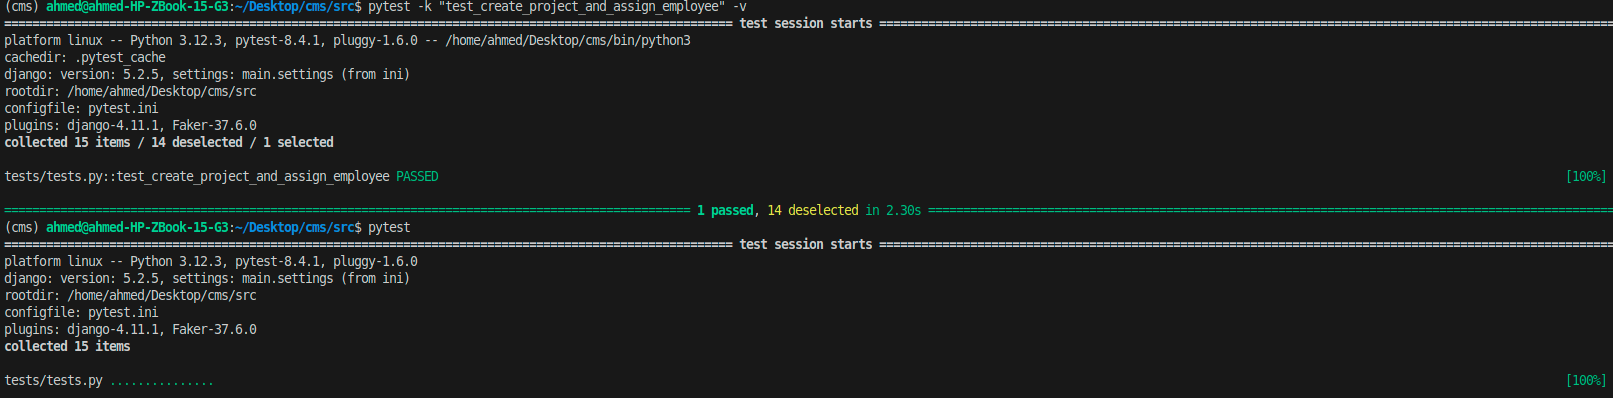 (cms) ahmed@ahmed-HP-ZBook-15-G3:~/Desktop/cms/src$ pytest -k "test_create_project_and_assign_employee" -v
======================================================================================================== test session starts =========================================================================================================
platform linux -- Python 3.12.3, pytest-8.4.1, pluggy-1.6.0 -- /home/ahmed/Desktop/cms/bin/python3
cachedir: .pytest_cache
django: version: 5.2.5, settings: main.settings (from ini)
rootdir: /home/ahmed/Desktop/cms/src
configfile: pytest.ini
plugins: django-4.11.1, Faker-37.6.0
collected 15 items / 14 deselected / 1 selected
tests/tests.py::test_create_project_and_assign_employee PASSED [100%]
================================================================================================== 1 passed, 14 deselected in 2.30s ==================================================================================================
(cms) ahmed@ahmed-HP-ZBook-15-G3:~/Desktop/cms/src$ pytest
======================================================================================================== test session starts =========================================================================================================
platform linux -- Python 3.12.3, pytest-8.4.1, pluggy-1.6.0
django: version: 5.2.5, settings: main.settings (from ini)
rootdir: /home/ahmed/Desktop/cms/src
configfile: pytest.ini
plugins: django-4.11.1, Faker-37.6.0
collected 15 items
tests/tests.py ............... [100%]